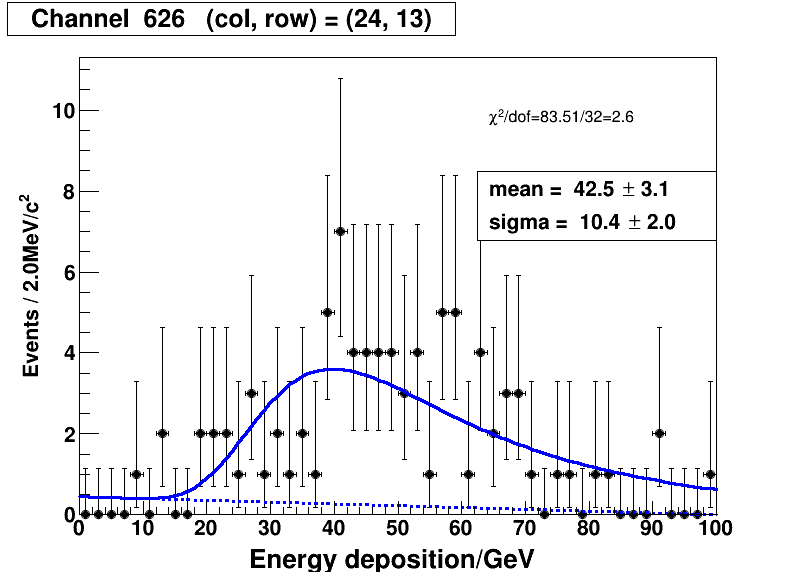 Channel  626   (col, row) = (24, 13)
χ²/dof=83.51/32=2.6
mean =  42.5 ± 3.1
sigma =  10.4 ± 2.0
Events / 2.0MeV/c²
10
8
6
4
2
0
0 10 20 30 40 50 60 70 80 90 100
Energy deposition/GeV